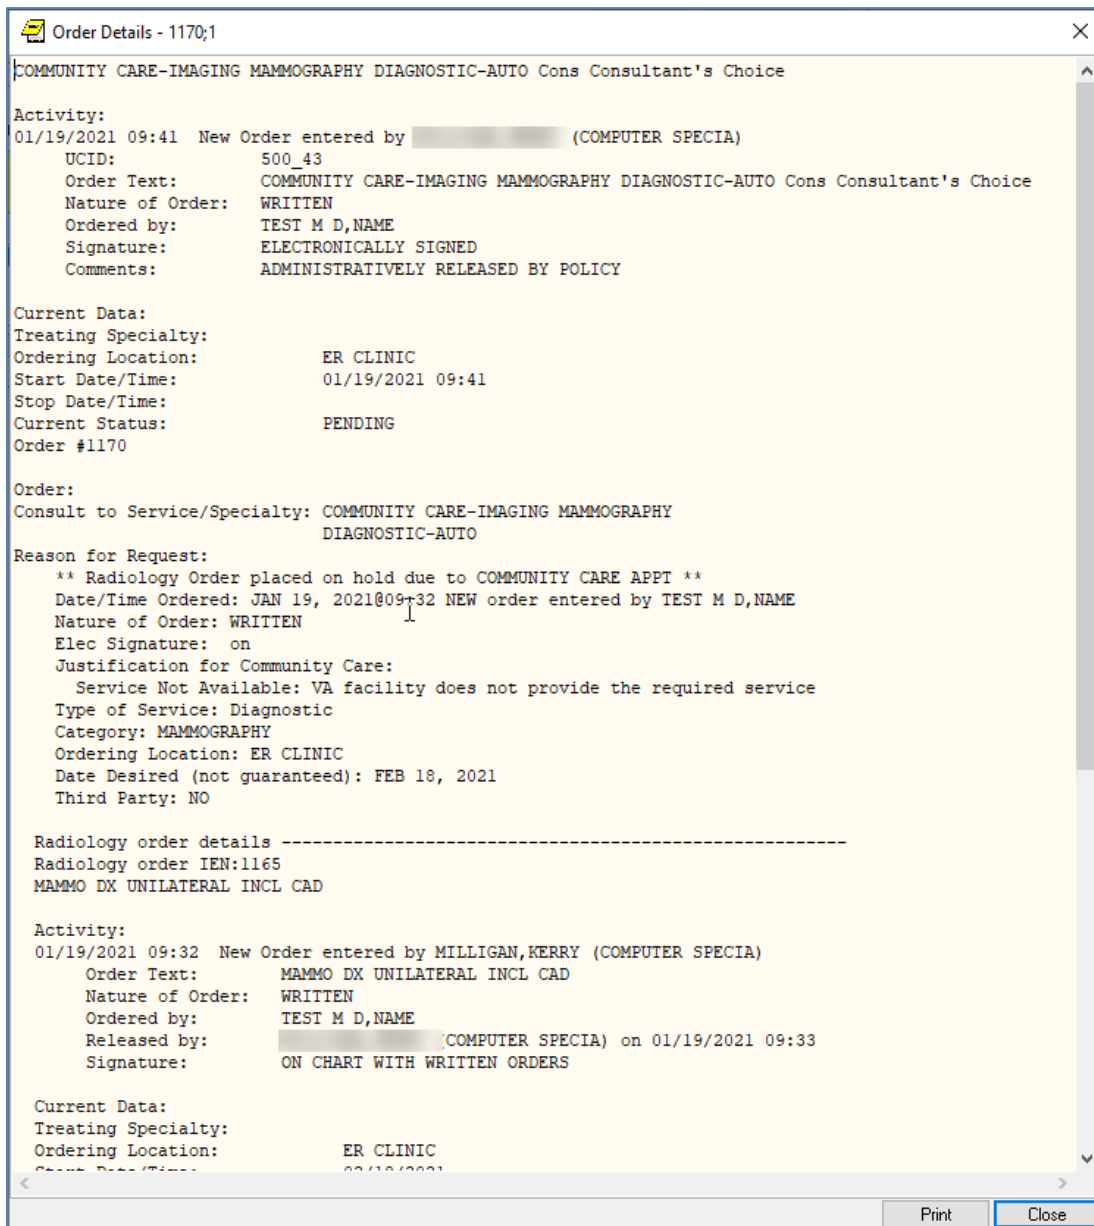 Order Details - 1170;1
COMMUNITY CARE-IMAGING MAMMOGRAPHY DIAGNOSTIC-AUTO Cons Consultant's Choice
Activity:
01/19/2021 09:41  New Order entered by (COMPUTER SPECIA)
UCID: 500_43
Order Text: COMMUNITY CARE-IMAGING MAMMOGRAPHY DIAGNOSTIC-AUTO Cons Consultant's Choice
Nature of Order: WRITTEN
Ordered by: TEST M D,NAME
Signature: ELECTRONICALLY SIGNED
Comments: ADMINISTRATIVELY RELEASED BY POLICY
Current Data:
Treating Specialty:
Ordering Location: ER CLINIC
Start Date/Time: 01/19/2021 09:41
Stop Date/Time:
Current Status: PENDING
Order #1170
Order:
Consult to Service/Specialty: COMMUNITY CARE-IMAGING MAMMOGRAPHY
DIAGNOSTIC-AUTO
Reason for Request:
** Radiology Order placed on hold due to COMMUNITY CARE APPT **
Date/Time Ordered: JAN 19, 2021@09:32 NEW order entered by TEST M D,NAME
Nature of Order: WRITTEN
Elec Signature:  on
Justification for Community Care:
Service Not Available: VA facility does not provide the required service
Type of Service: Diagnostic
Category: MAMMOGRAPHY
Ordering Location: ER CLINIC
Date Desired (not guaranteed): FEB 18, 2021
Third Party: NO
Radiology order details -------------------------------------------------------
Radiology order IEN:1165
MAMMO DX UNILATERAL INCL CAD
Activity:
01/19/2021 09:32  New Order entered by MILLIGAN,KERRY (COMPUTER SPECIA)
Order Text: MAMMO DX UNILATERAL INCL CAD
Nature of Order: WRITTEN
Ordered by: TEST M D,NAME
Released by: (COMPUTER SPECIA) on 01/19/2021 09:33
Signature: ON CHART WITH WRITTEN ORDERS
Current Data:
Treating Specialty:
Ordering Location: ER CLINIC
Start Date/Time: 02/18/2021
Print Close